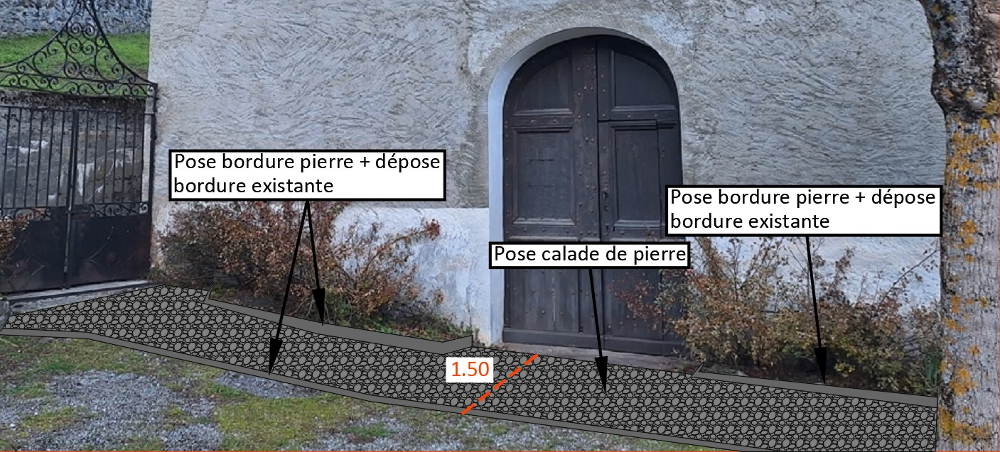 Pose bordure pierre + dépose
bordure existante
Pose bordure pierre + dépose
bordure existante
Pose calade de pierre
1.50